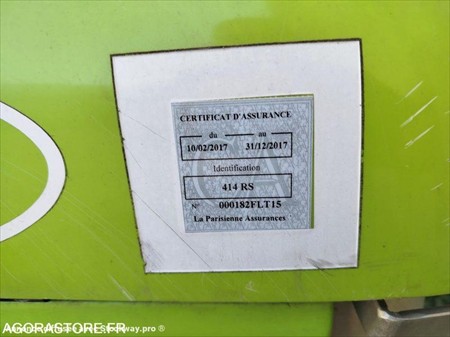 CERTIFICAT D'ASSURANCE
du au
10/02/2017 31/12/2017
Identification
414 RS
N° 000182FLT15
La Parisienne Assurances
AGORASTORE.FR